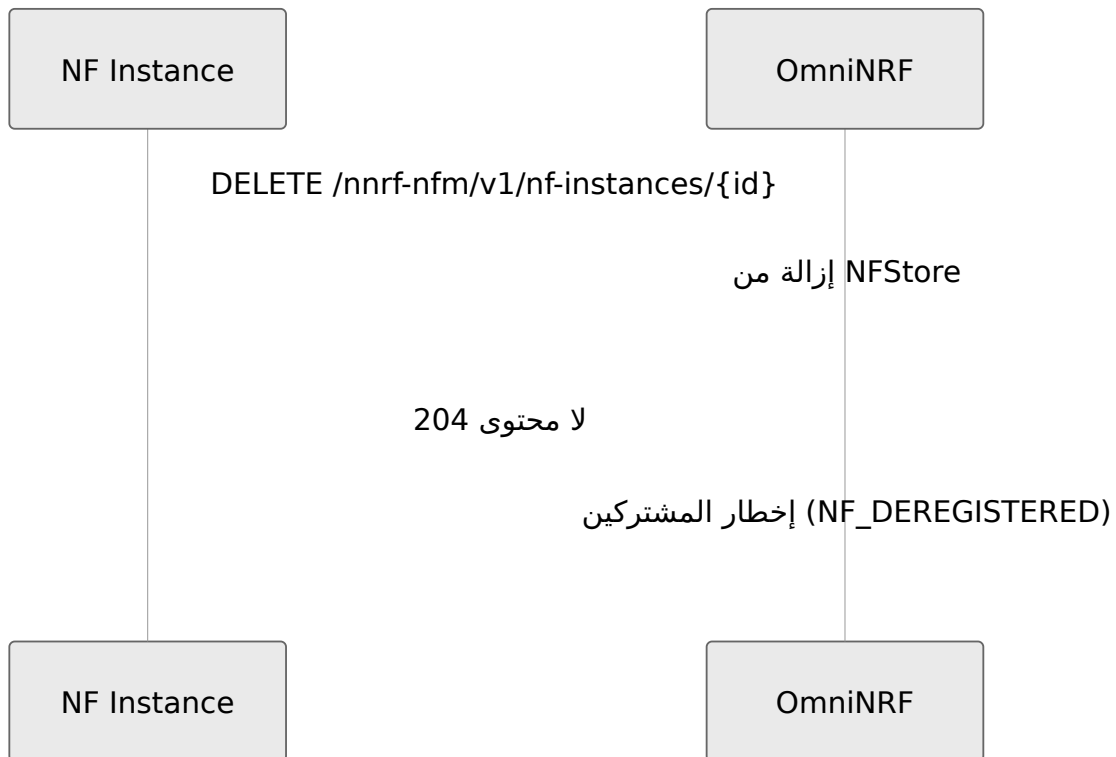 NF Instance
OmniNRF
DELETE /nnrf-nfm/v1/nf-instances/{id}
إزالة من NFStore
204 لا محتوى
إخطار المشتركين (NF_DEREGISTERED)
NF Instance
OmniNRF